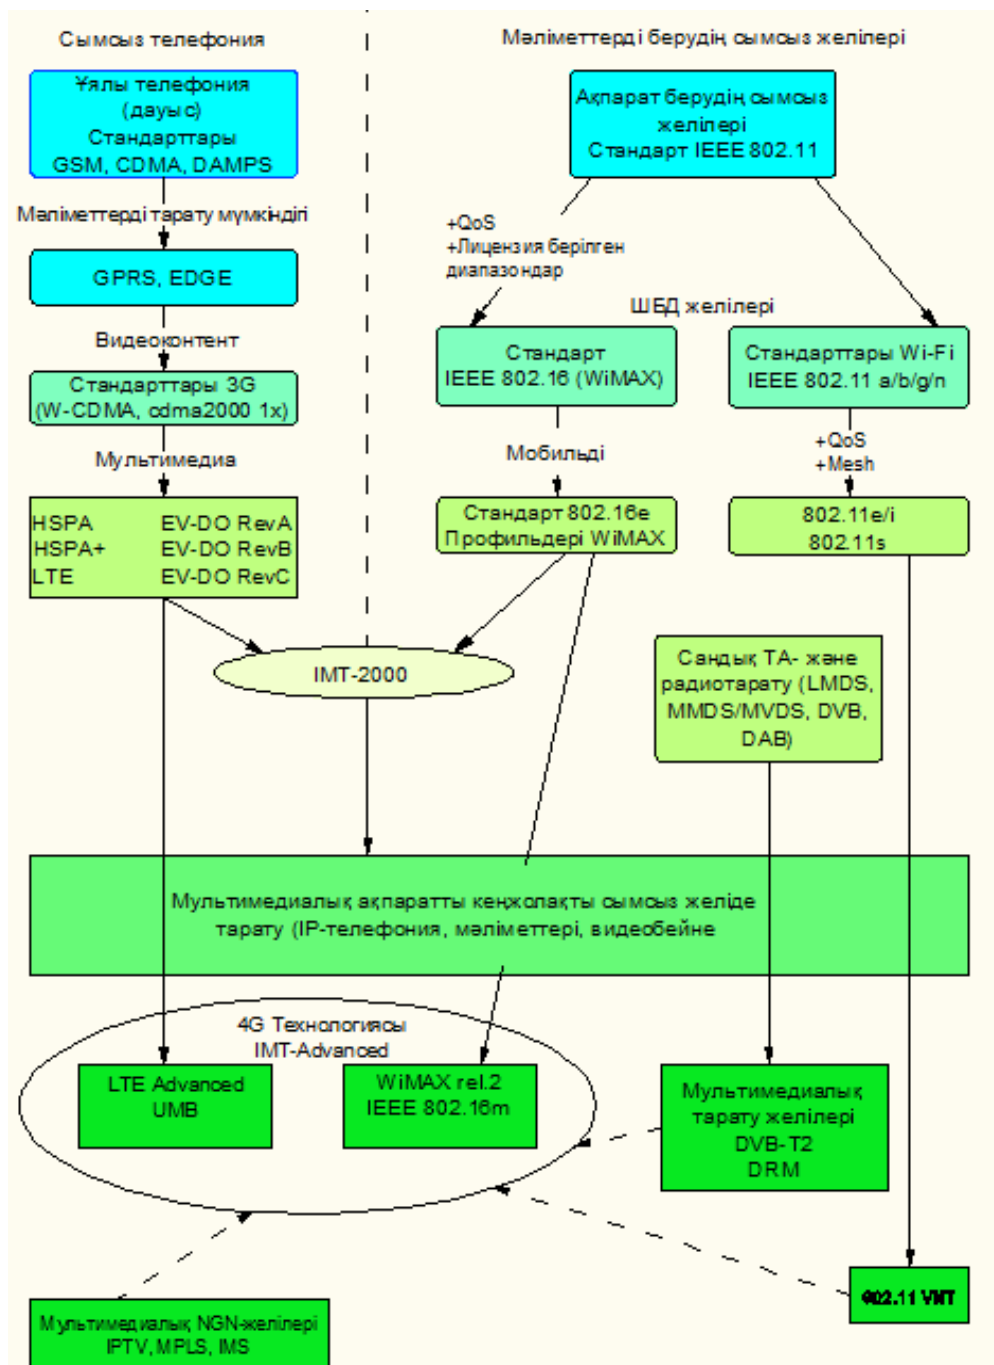 Сымсыз телефония
Мәліметтерді берудің сымсыз желілері
Ұялы телефония
(дауыс)
Стандарттары
GSM, CDMA, DAMPS
Ақпарат берудің сымсыз
желілері
Стандарт IEEE 802.11
Мәліметтерді тарату мүмкіндігі
+QoS
+Лицензия берілген
диапазондар
GPRS, EDGE
ШБД желілері
Видеоконтент
Стандарт
IEEE 802.16 (WiMAX)
Стандарттары Wi-Fi
IEEE 802.11 a/b/g/n
Стандарттары 3G
(W-CDMA, cdma2000 1x)
Мультимедиа
Мобильді
+QoS
+Mesh
HSPA EV-DO RevA
HSPA+ EV-DO RevB
LTE EV-DO RevC
Стандарт 802.16e
Профильдері WiMAX
802.11e/i
802.11s
IMT-2000
Сандық ТА- және
радиотарату (LMDS,
MMDS/MVDS, DVB,
DAB)
Мультимедиалық ақпаратты кеңжолақты сымсыз желіде
тарату (IP-телефония, мәліметтері, видеобейне
4G Технологиясы
IMT-Advanced
LTE Advanced
UMB
WiMAX rel.2
IEEE 802.16m
Мультимедиалық
тарату желілері
DVB-T2
DRM
802.11 VNT
Мультимедиалық NGN-желілері
IPTV, MPLS, IMS